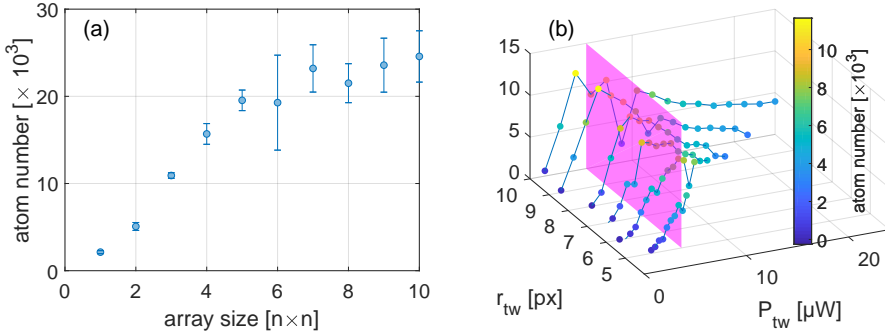 (a)
atom number [× 10³]
30
20
10
0
0 2 4 6 8 10
array size [n×n]
(b)
15
10
5
0
10
9
8
7
6
5
r_tw [px]
0
10
20
P_tw [µW]
10
8
6
4
2
0
atom number [×10³]